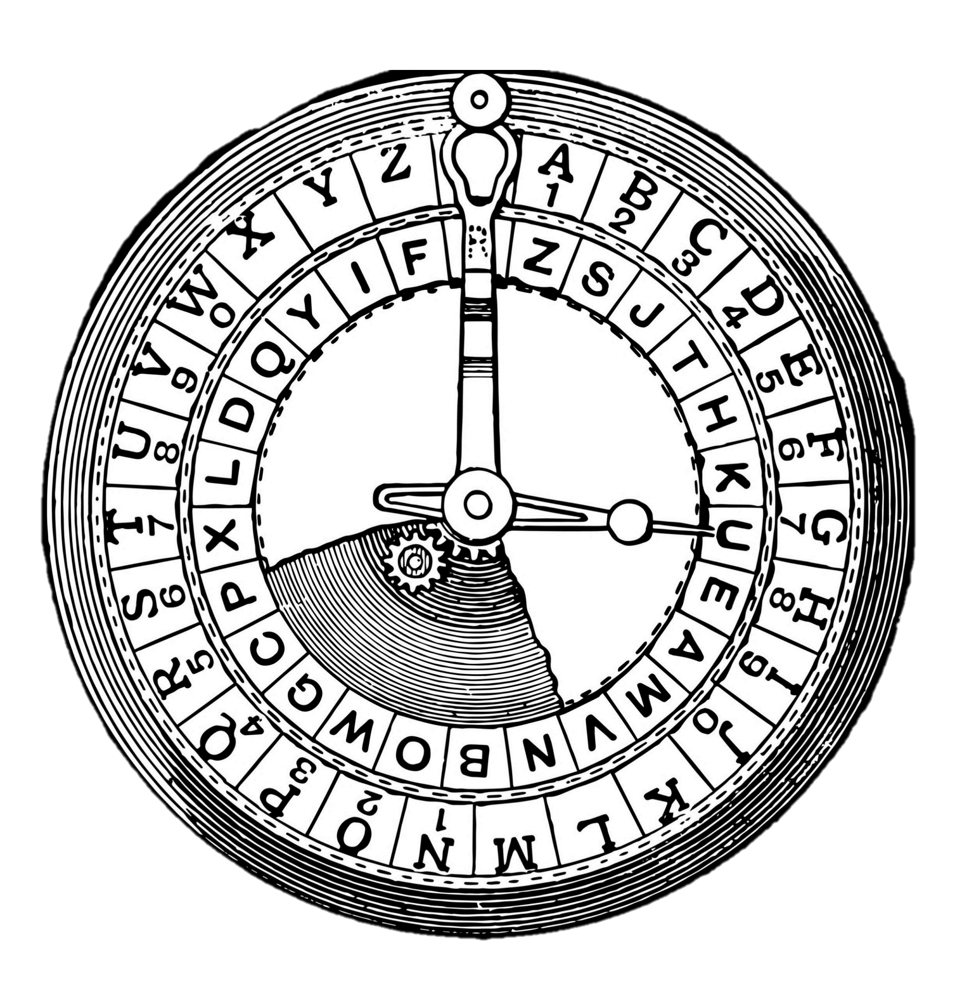 A 1
B 2
C 3
D 4
E 5
F 6
G 7
H 8
I 9
J 0
K
L
M
N 1
O 2
P 3
Q 4
R 5
S 6
T 7
U 8
V 9
W 0
X
Y
Z
Z
S
J
T
H
K
U
E
A
M
V
N
B
O
W
G
C
P
X
L
D
Q
Y
I
F